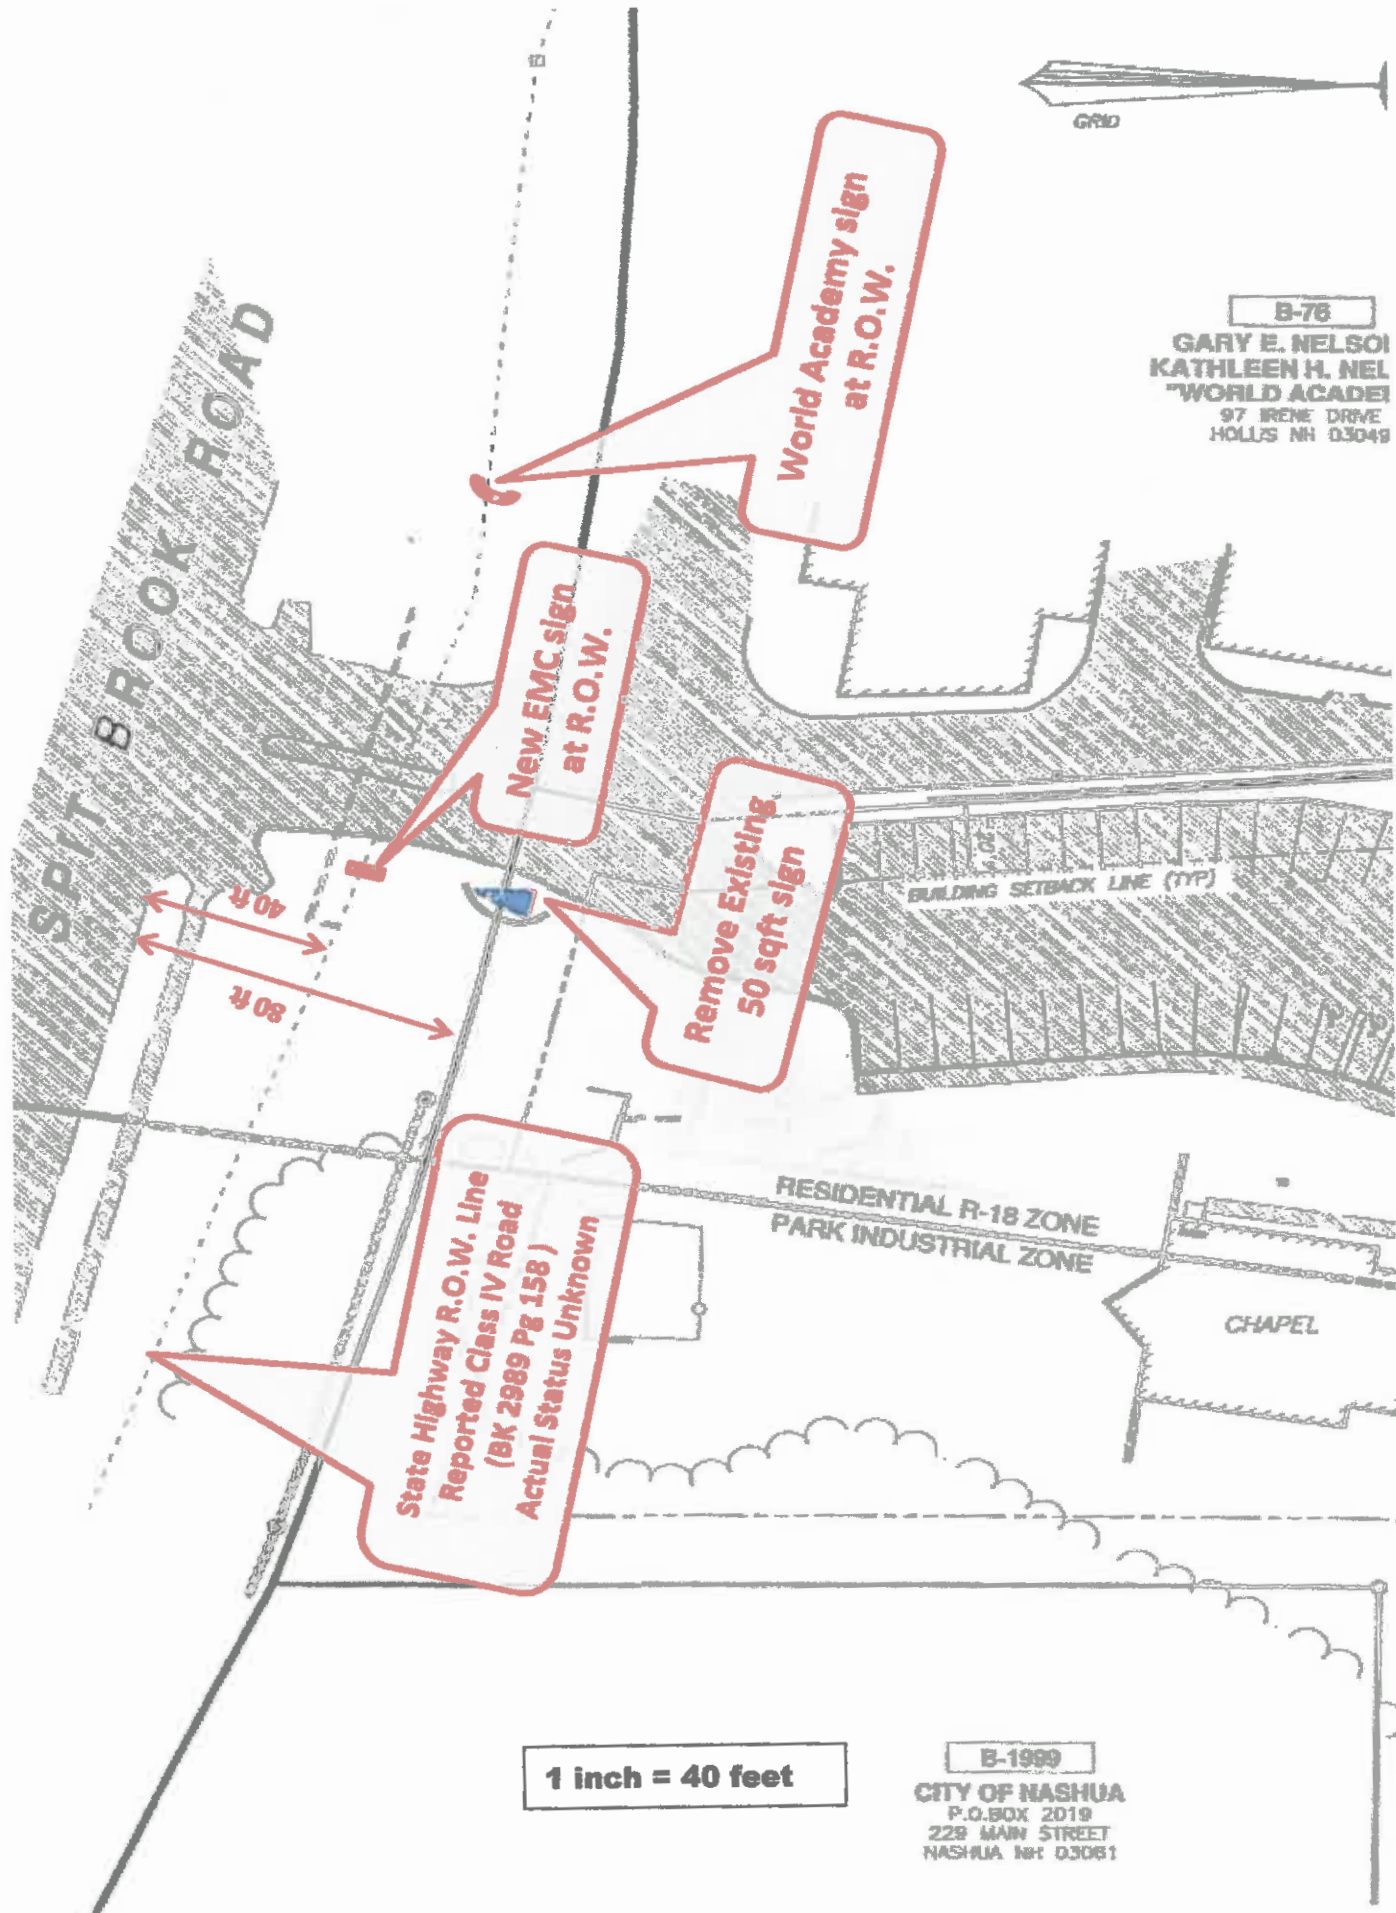 GRID
SPIT BROOK ROAD
World Academy sign
at R.O.W.
B-76
GARY E. NELSO
KATHLEEN H. NEL
"WORLD ACADE
97 IRENE DRIVE
HOLLIS NH 03049
New EMC sign
at R.O.W.
40 ft
80 ft
Remove Existing
50 sqft sign
BUILDING SETBACK LINE (TYP)
State Highway R.O.W. Line
Reported Class IV Road
(BK 2989 Pg 158)
Actual Status Unknown
RESIDENTIAL R-18 ZONE
PARK INDUSTRIAL ZONE
CHAPEL
1 inch = 40 feet
B-1999
CITY OF NASHUA
P.O.BOX 2019
229 MAIN STREET
NASHUA NH 03061